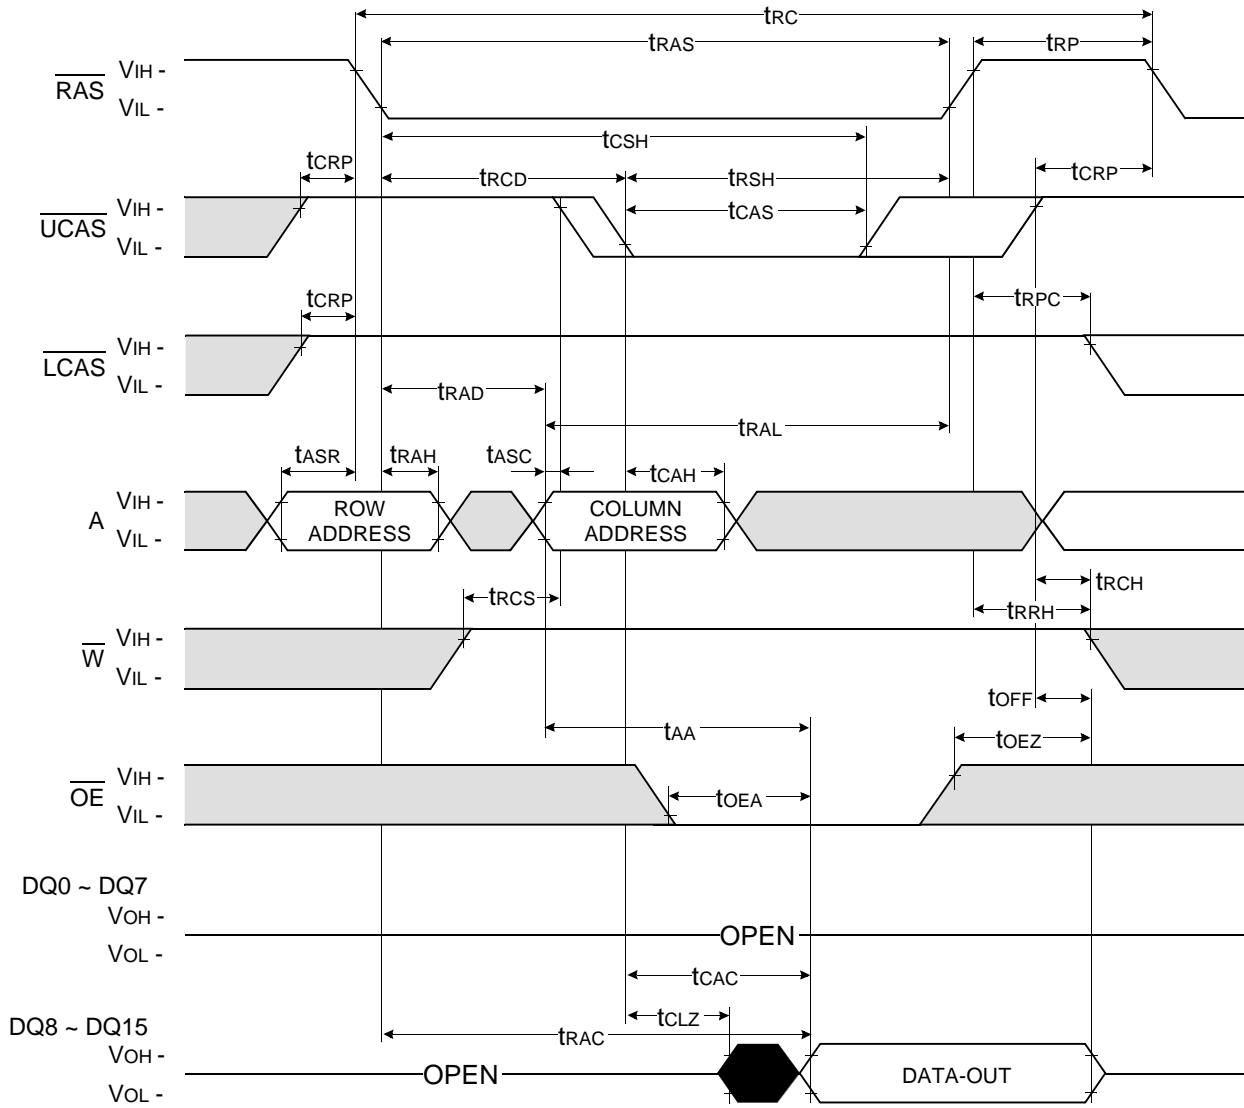 tRC
tRAS
tRP
RAS
VIH -
VIL -
tCSH
tCRP
tRCD
tRSH
tCRP
UCAS
VIH -
VIL -
tCAS
tCRP
tRPC
LCAS
VIH -
VIL -
tRAD
tRAL
tASR
tRAH
tASC
tCAH
A
VIH -
VIL -
ROW
ADDRESS
COLUMN
ADDRESS
tRCS
tRCH
tRRH
W
VIH -
VIL -
tOFF
tAA
tOEZ
OE
VIH -
VIL -
tOEA
DQ0 ~ DQ7
VOH -
VOL -
OPEN
tCAC
DQ8 ~ DQ15
tCLZ
tRAC
VOH -
VOL -
OPEN
DATA-OUT